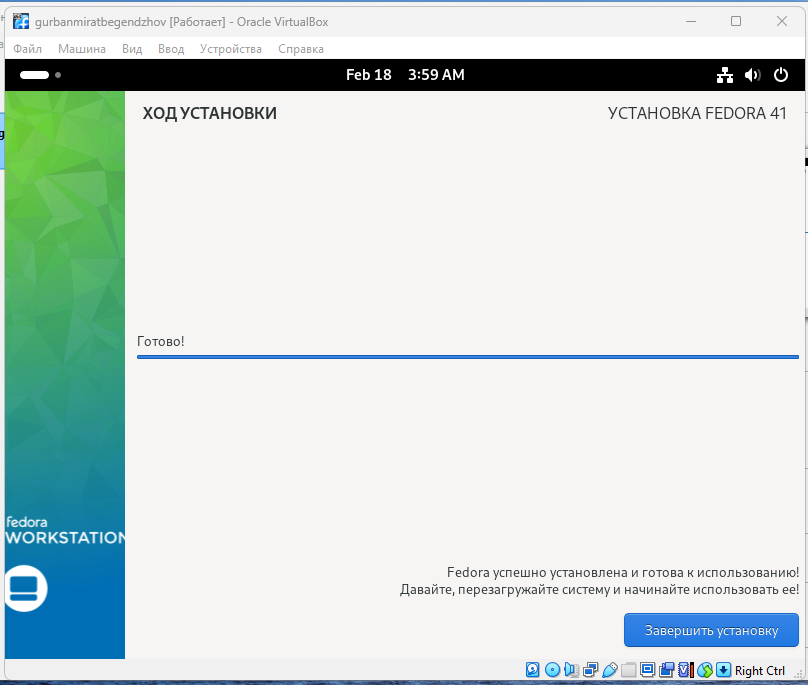 gurbanmiratbegendzhov [Работает] - Oracle VirtualBox
Файл Машина Вид Ввод Устройства Справка
Feb 18 3:59 AM
ХОД УСТАНОВКИ
УСТАНОВКА FEDORA 41
Готово!
fedora
WORKSTATION
Fedora успешно установлена и готова к использованию!
Давайте, перезагружайте систему и начинайте использовать ее!
Завершить установку
Right Ctrl